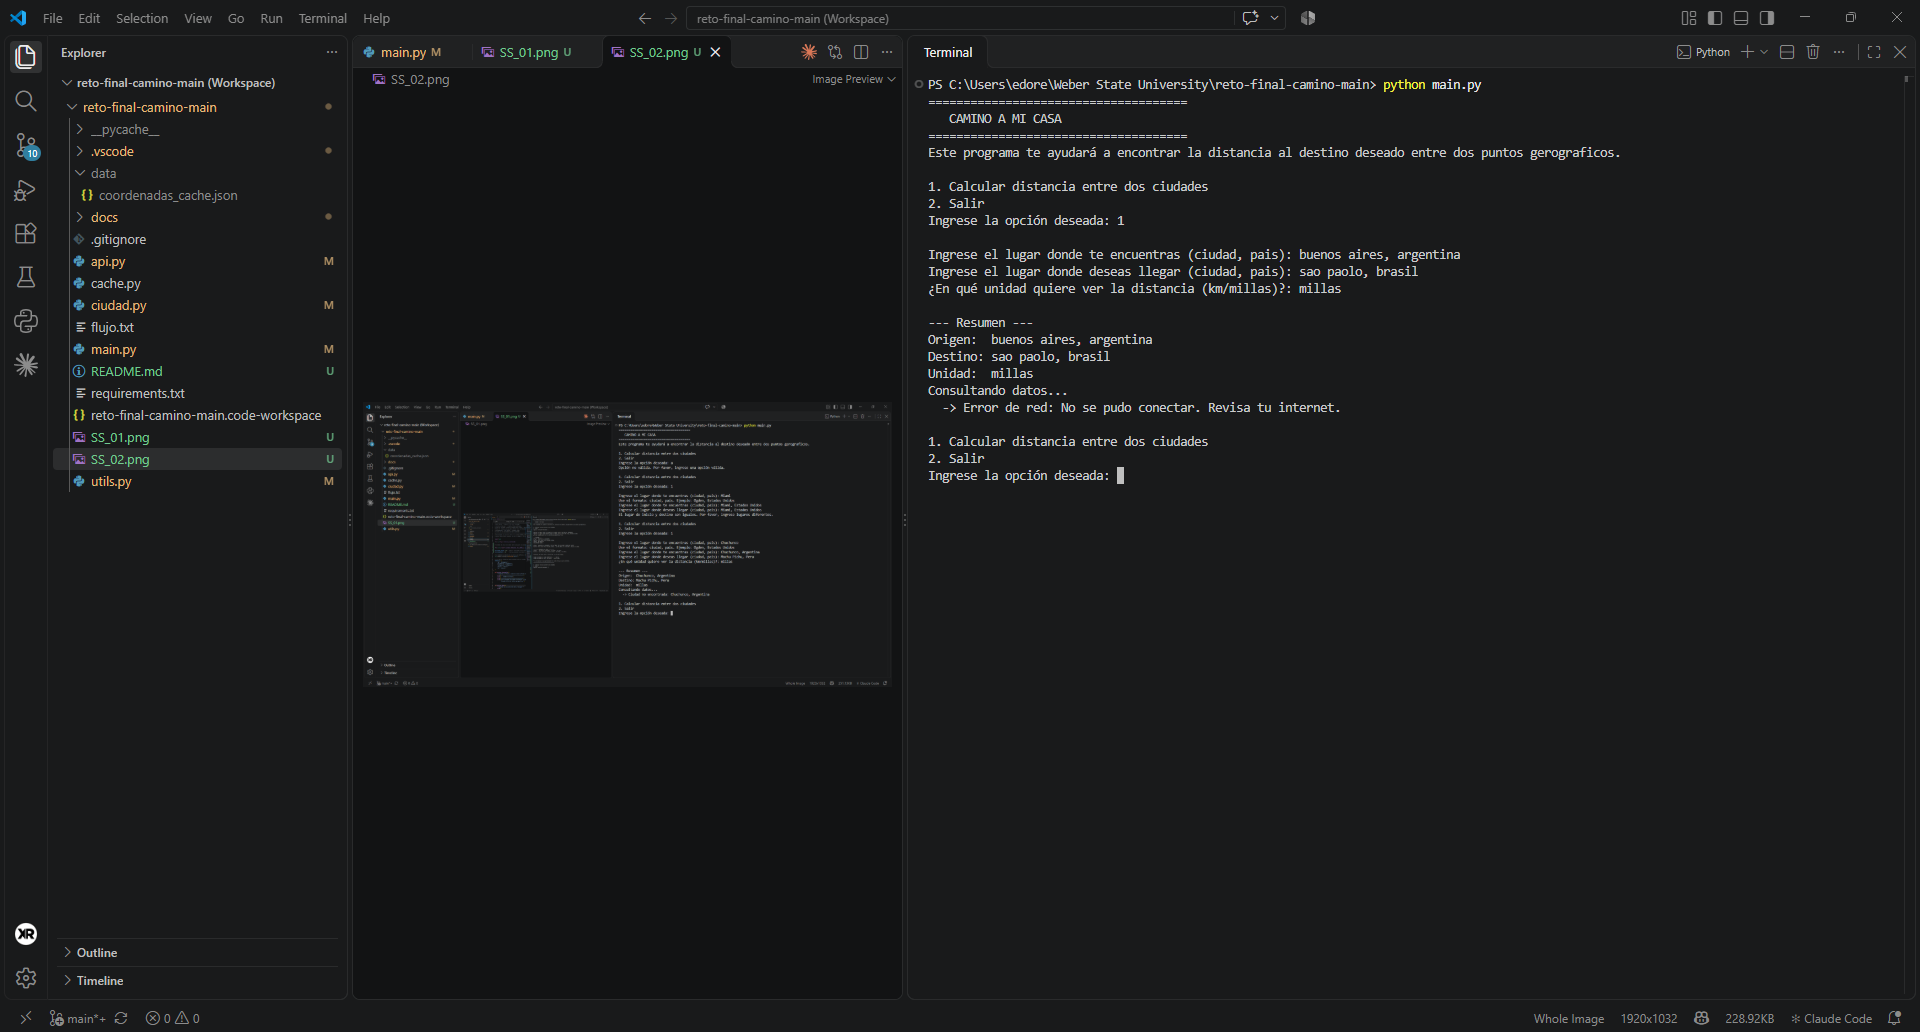 File Edit Selection View Go Run Terminal Help
reto-final-camino-main (Workspace)
Explorer
reto-final-camino-main (Workspace)
reto-final-camino-main
__pycache__
.vscode
data
coordenadas_cache.json
docs
.gitignore
api.py M
cache.py
ciudad.py M
flujo.txt
main.py M
README.md U
requirements.txt
reto-final-camino-main.code-workspace
SS_01.png U
SS_02.png U
utils.py M
10
XR
Outline
Timeline
main.py M SS_01.png U SS_02.png U
SS_02.png
Image Preview
Terminal
Python
PS C:\Users\edore\Weber State University\reto-final-camino-main> python main.py
=====================================
CAMINO A MI CASA
=====================================
Este programa te ayudará a encontrar la distancia al destino deseado entre dos puntos gerograficos.
1. Calcular distancia entre dos ciudades
2. Salir
Ingrese la opción deseada: 1
Ingrese el lugar donde te encuentras (ciudad, pais): buenos aires, argentina
Ingrese el lugar donde deseas llegar (ciudad, pais): sao paolo, brasil
¿En qué unidad quiere ver la distancia (km/millas)?: millas
--- Resumen ---
Origen: buenos aires, argentina
Destino: sao paolo, brasil
Unidad: millas
Consultando datos...
-> Error de red: No se pudo conectar. Revisa tu internet.
1. Calcular distancia entre dos ciudades
2. Salir
Ingrese la opción deseada:
main*+ 0 0
Whole Image 1920x1032 228.92KB Claude Code